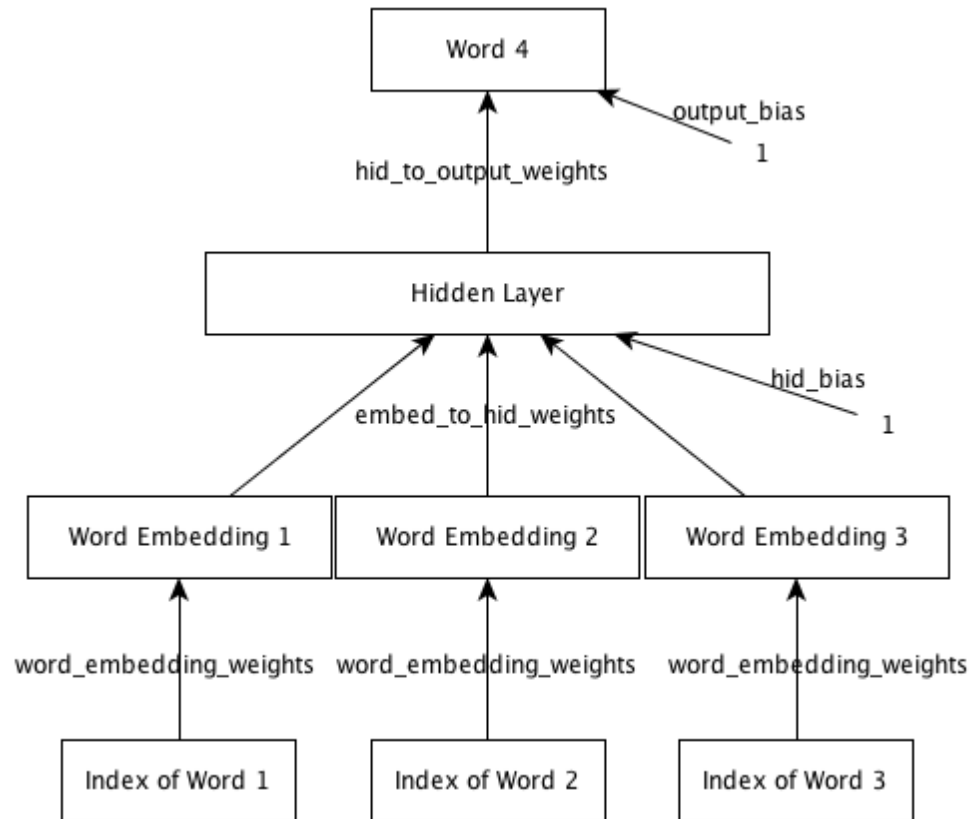 Word 4
output_bias
1
hid_to_output_weights
Hidden Layer
hid_bias
embed_to_hid_weights
1
Word Embedding 1
Word Embedding 2
Word Embedding 3
word_embedding_weights
word_embedding_weights
word_embedding_weights
Index of Word 1
Index of Word 2
Index of Word 3